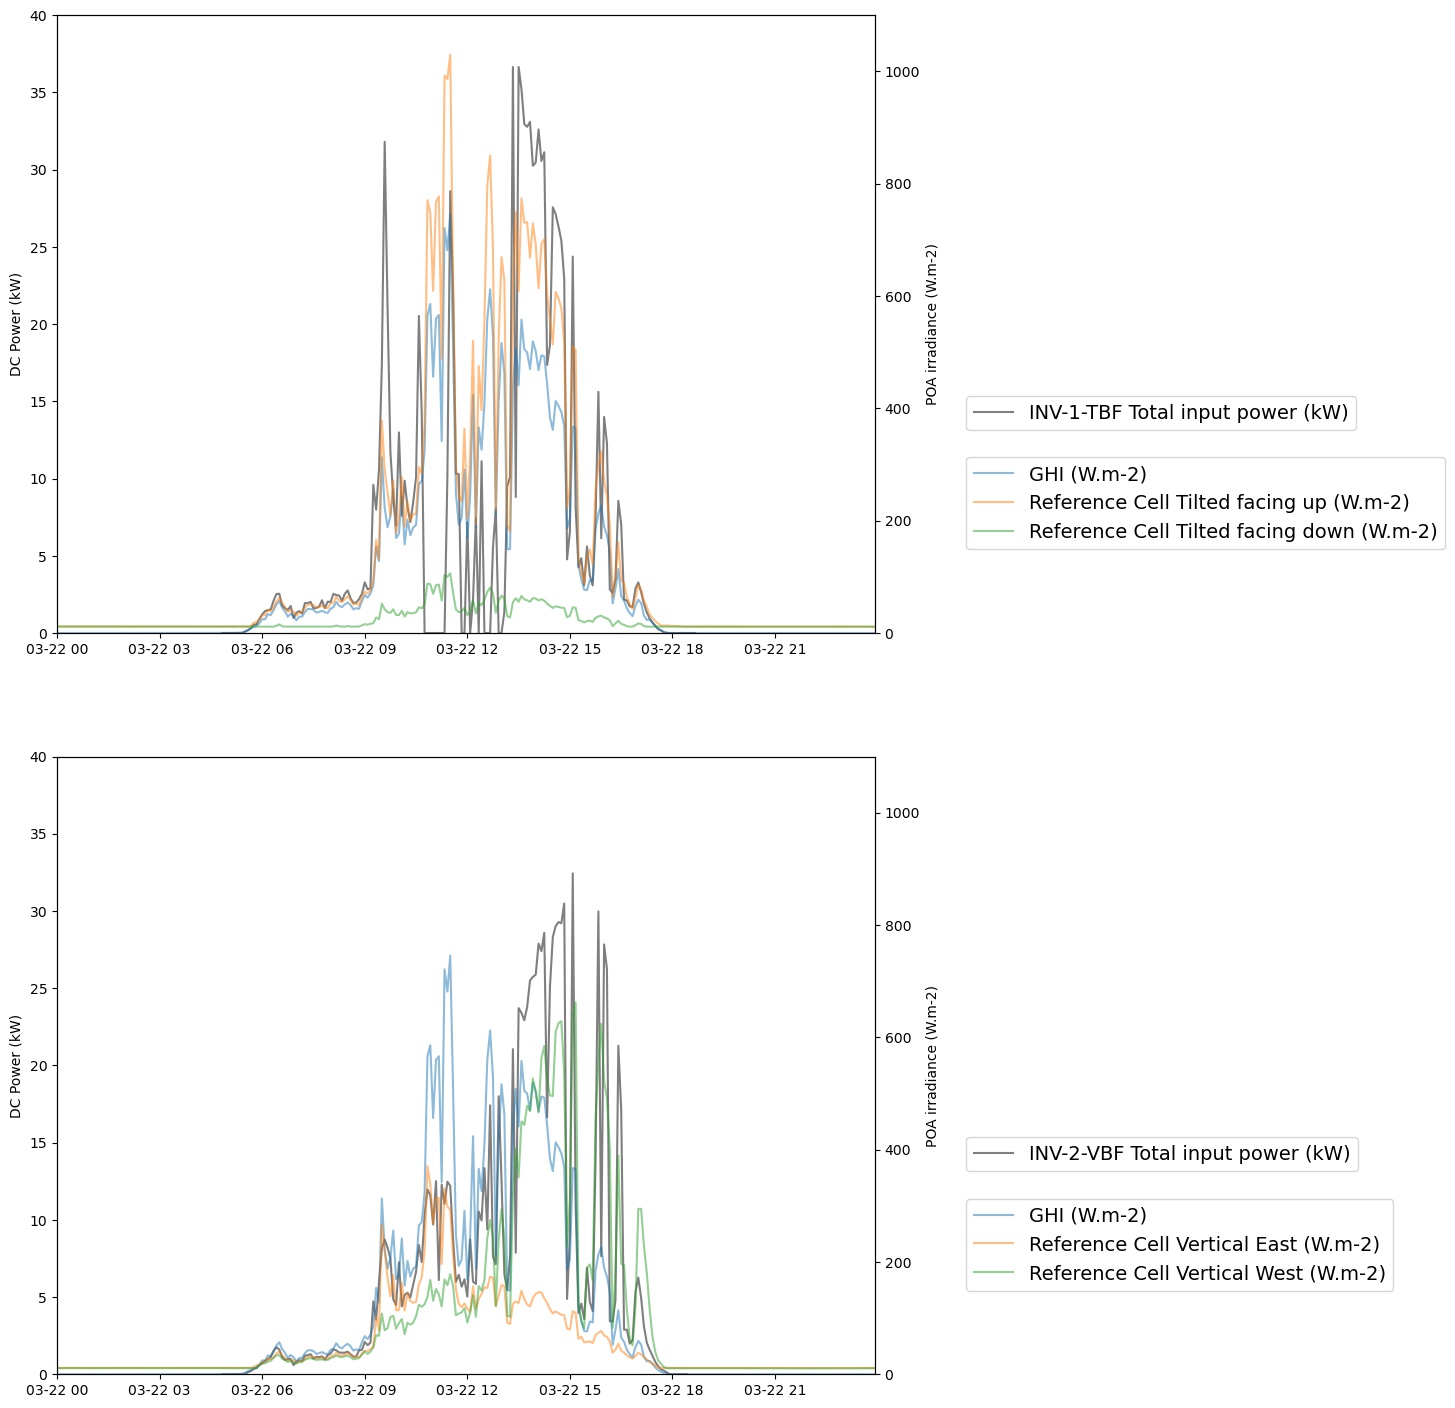 40
35
30
25
20
15
10
5
0
DC Power (kW)
1000
800
600
400
200
0
POA irradiance (W.m-2)
03-22 00 03-22 03 03-22 06 03-22 09 03-22 12 03-22 15 03-22 18 03-22 21
INV-1-TBF Total input power (kW)
GHI (W.m-2)
Reference Cell Tilted facing up (W.m-2)
Reference Cell Tilted facing down (W.m-2)
40
35
30
25
20
15
10
5
0
DC Power (kW)
1000
800
600
400
200
0
POA irradiance (W.m-2)
03-22 00 03-22 03 03-22 06 03-22 09 03-22 12 03-22 15 03-22 18 03-22 21
INV-2-VBF Total input power (kW)
GHI (W.m-2)
Reference Cell Vertical East (W.m-2)
Reference Cell Vertical West (W.m-2)